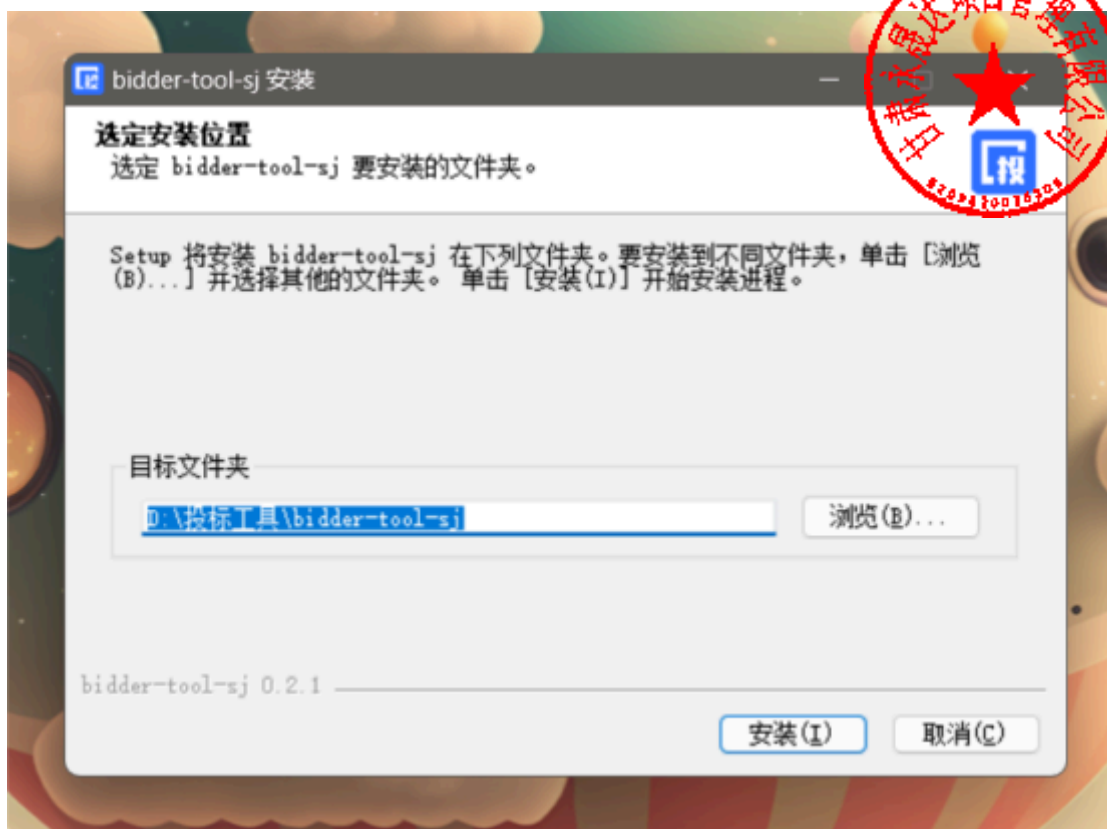 bidder-tool-sj 安装
选定安装位置
选定 bidder-tool-sj 要安装的文件夹。
投
Setup 将安装 bidder-tool-sj 在下列文件夹。要安装到不同文件夹，单击 [浏览
(B)...] 并选择其他的文件夹。 单击 [安装(I)] 开始安装进程。
目标文件夹
D:\投标工具\bidder-tool-sj
浏览(B)...
bidder-tool-sj 0.2.1
安装(I)
取消(C)